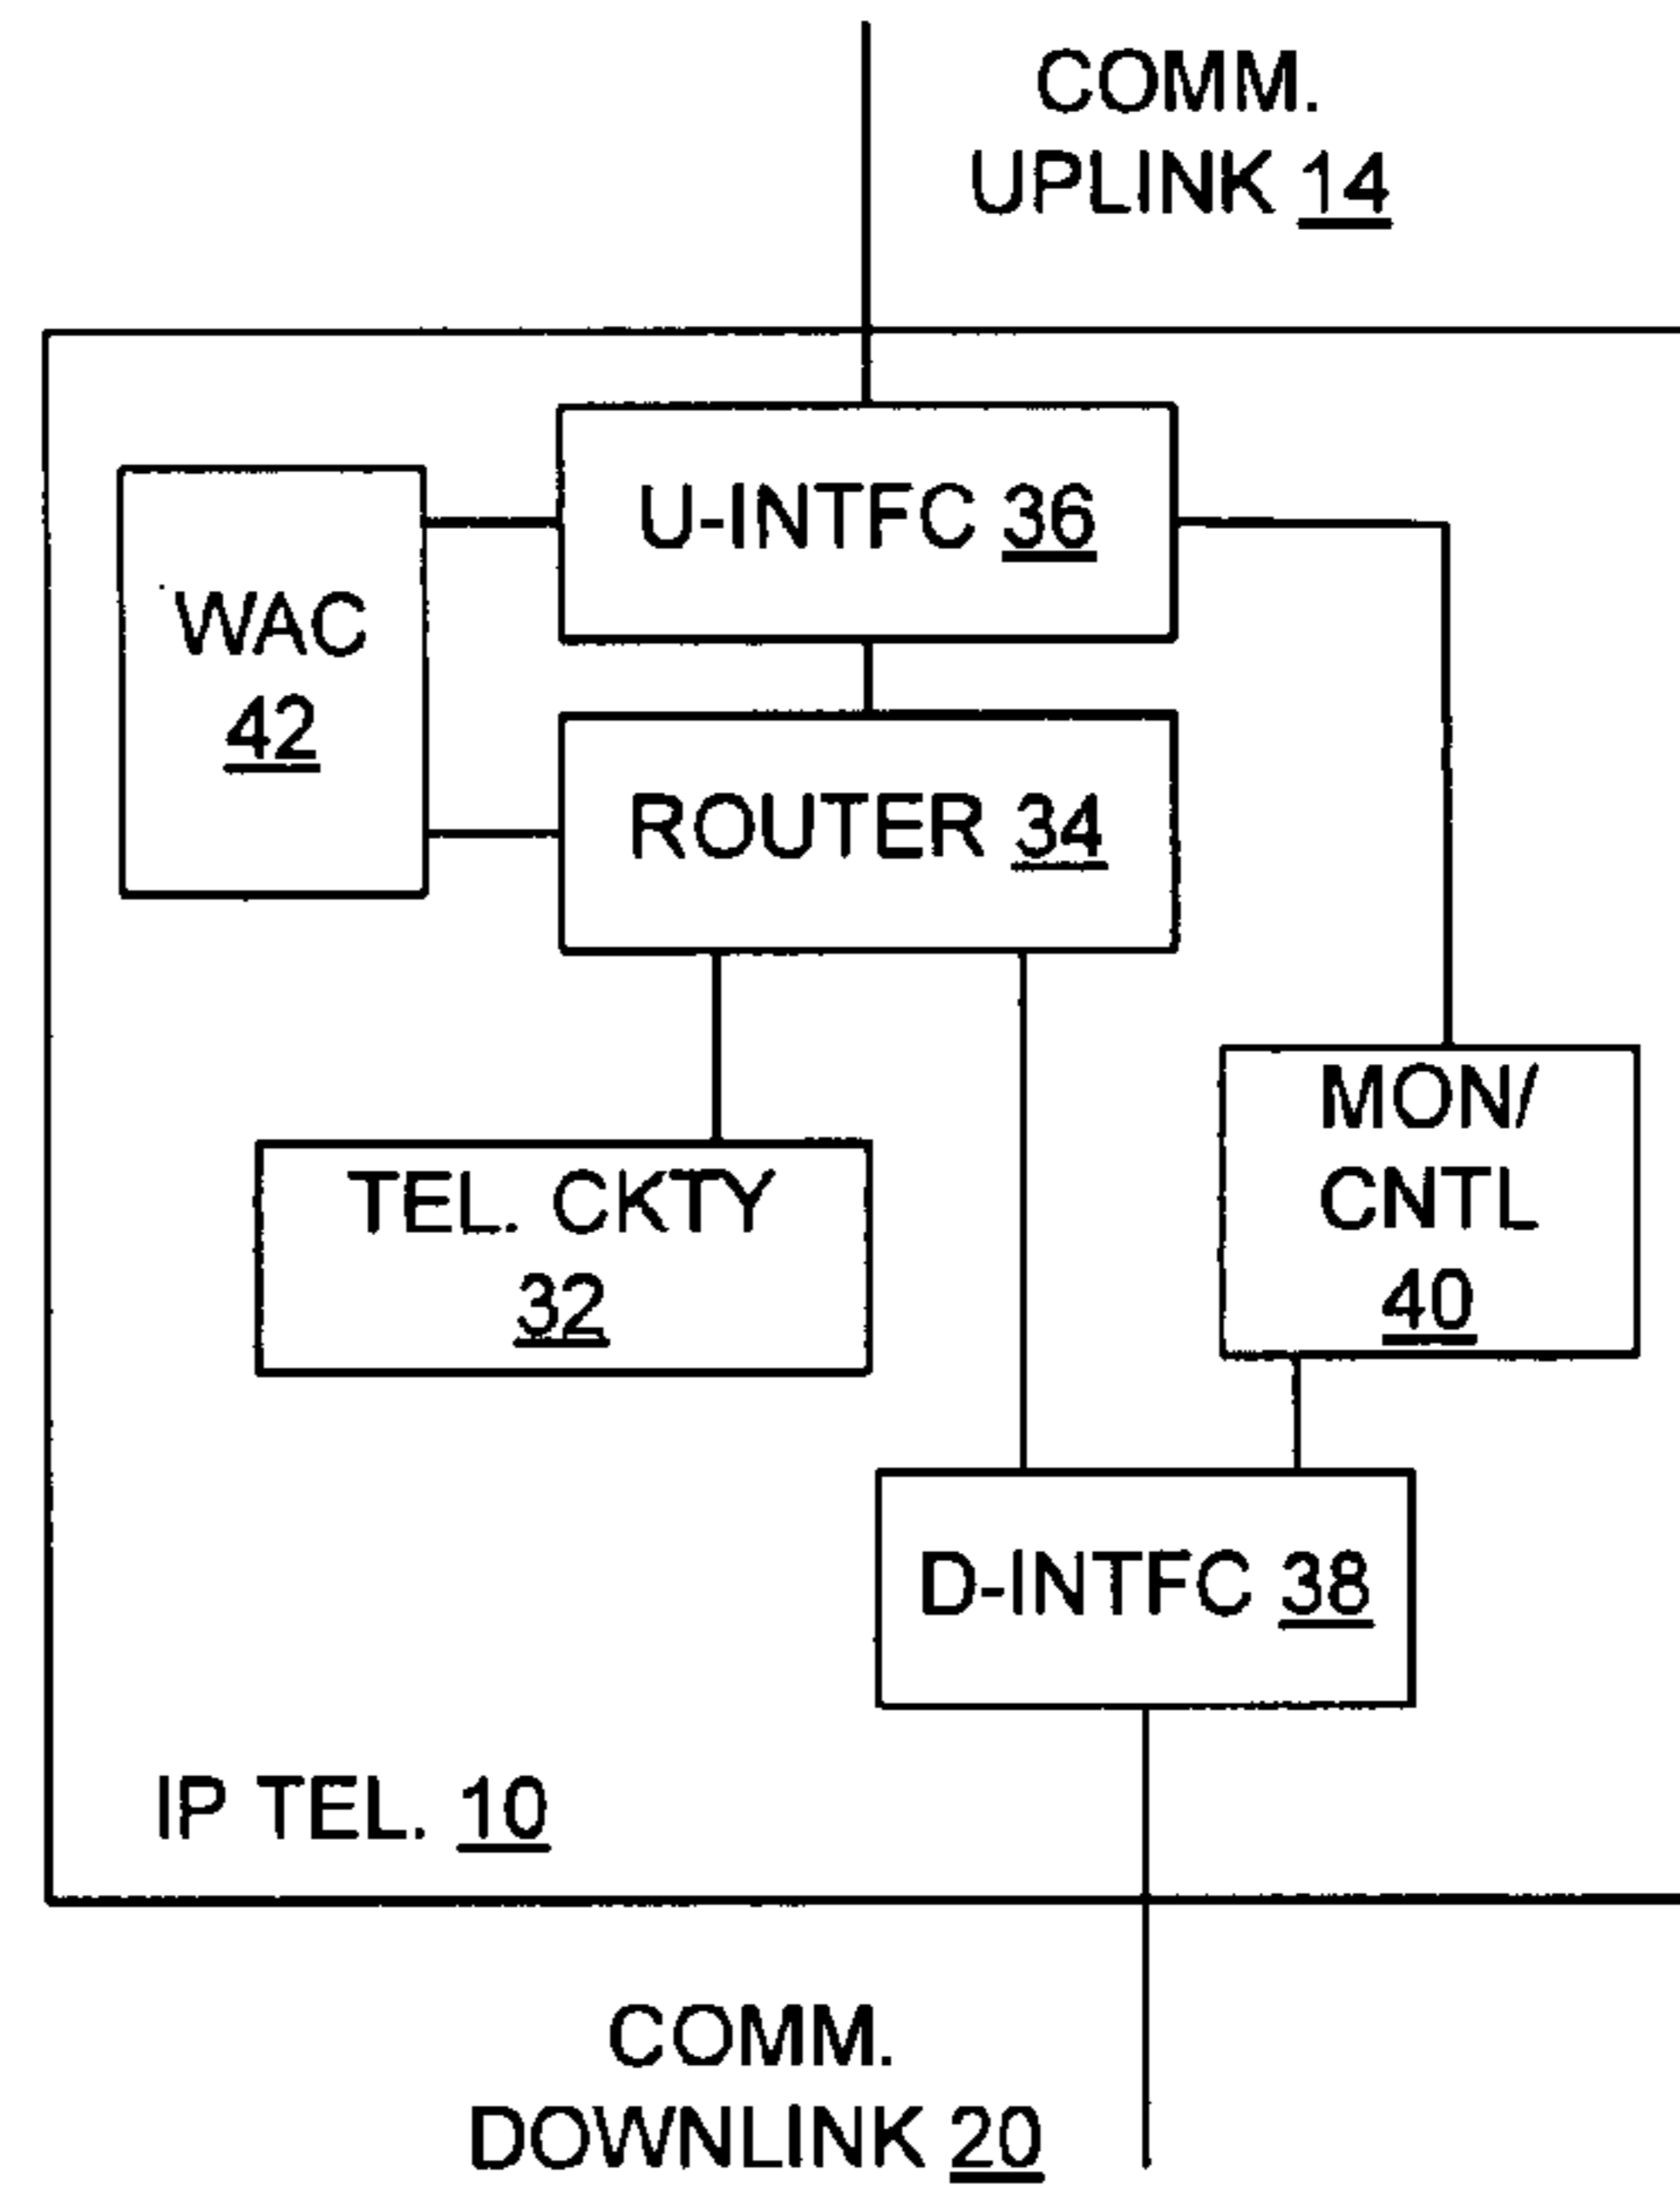 COMM.
UPLINK 14
U-INTFC 36
WAC
42
ROUTER 34
MON/
CNTL
40
TEL. CKTY
32
D-INTFC 38
IP TEL. 10
COMM.
DOWNLINK 20